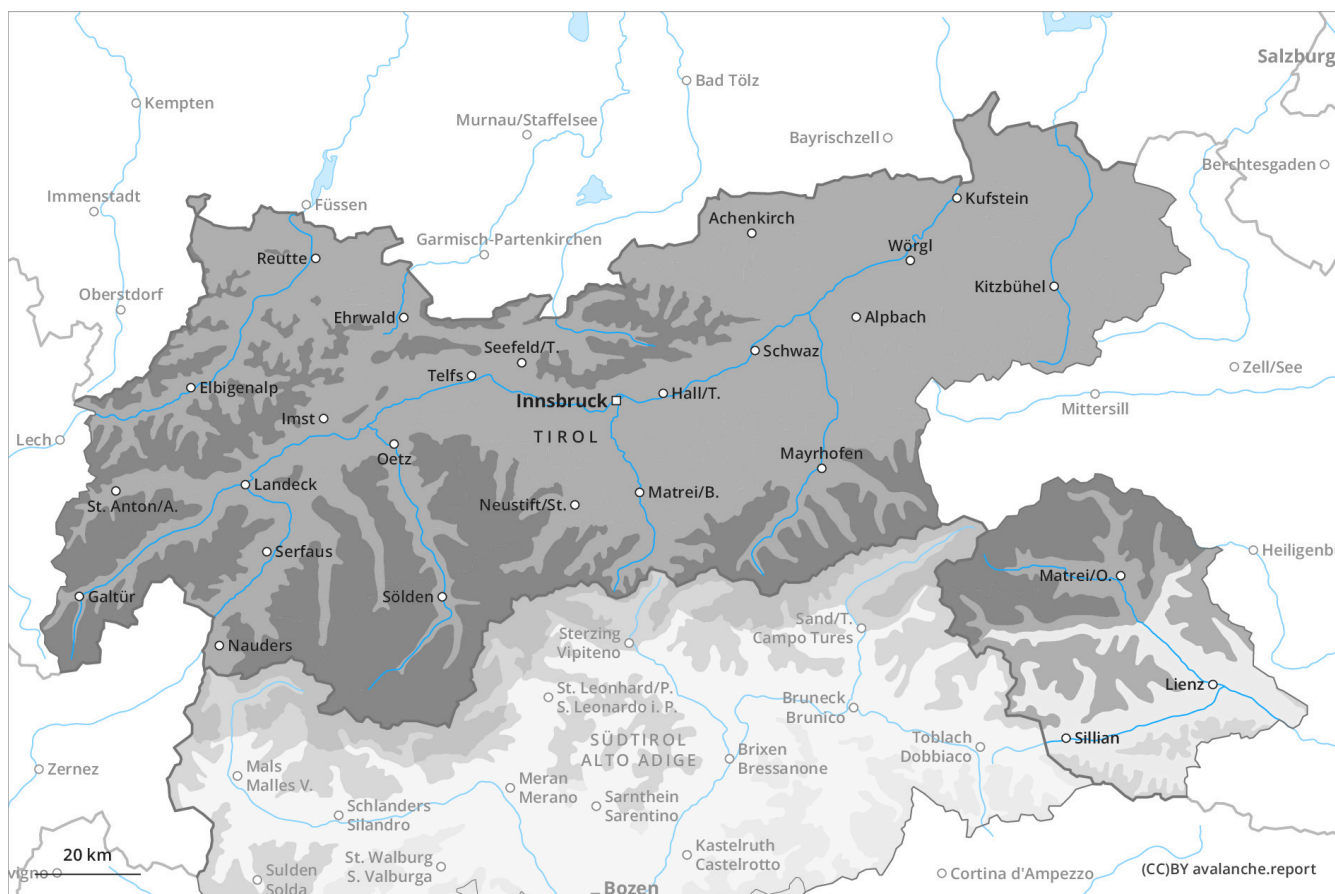 Salzburg
Bad Tölz
Kempten
Murnau/Staffelsee
Bayrischzell
Berchtesgaden
Immenstadt
Füssen
Kufstein
Achenkirch
Garmisch-Partenkirchen
Wörgl
Reutte
Kitzbühel
Oberstdorf
Ehrwald
Alpbach
Seefeld/T.
Schwaz
Zell/See
Telfs
Elbigenalp
Hall/T.
Innsbruck
Mittersill
Imst
TIROL
Lech
Mayrhofen
Oetz
Landeck
Matrei/B.
St. Anton/A.
Neustift/St.
Serfaus
Heiligenb
Matrei/O.
Galtür
Sölden
Sand/T.
Campo Tures
Sterzing
Vipiteno
Nauders
Lienz
St. Leonhard/P.
S. Leonardo i. P.
Bruneck
Brunico
Sillian
SÜDTIROL
ALTO ADIGE
Toblach
Dobbiaco
Brixen
Bressanone
Zernez
Mals
Malles V.
Meran
Merano
Sarnthein
Sarentino
Schlanders
Silandro
Kastelruth
Castelrotto
20 km
St. Walburg
S. Valburga
vigno
Sulden
Solda
Cortina d'Ampezzo
(CC)BY avalanche.report
Bozen